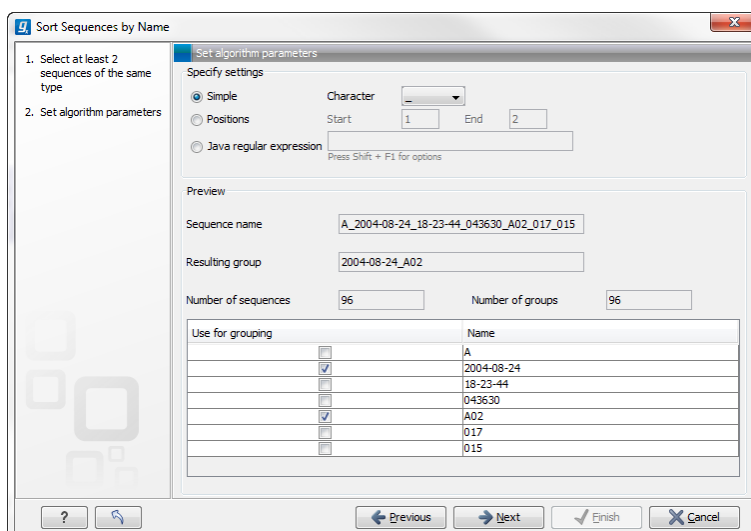 Sort Sequences by Name
1. Select at least 2
sequences of the same
type
2. Set algorithm parameters
Set algorithm parameters
Specify settings
Simple Character _
Positions Start 1 End 2
Java regular expression
Press Shift + F1 for options
Preview
Sequence name A_2004-08-24_18-23-44_043630_A02_017_015
Resulting group 2004-08-24_A02
Number of sequences 96 Number of groups 96
Use for grouping Name
A
2004-08-24
18-23-44
043630
A02
017
015
? Previous Next Finish Cancel